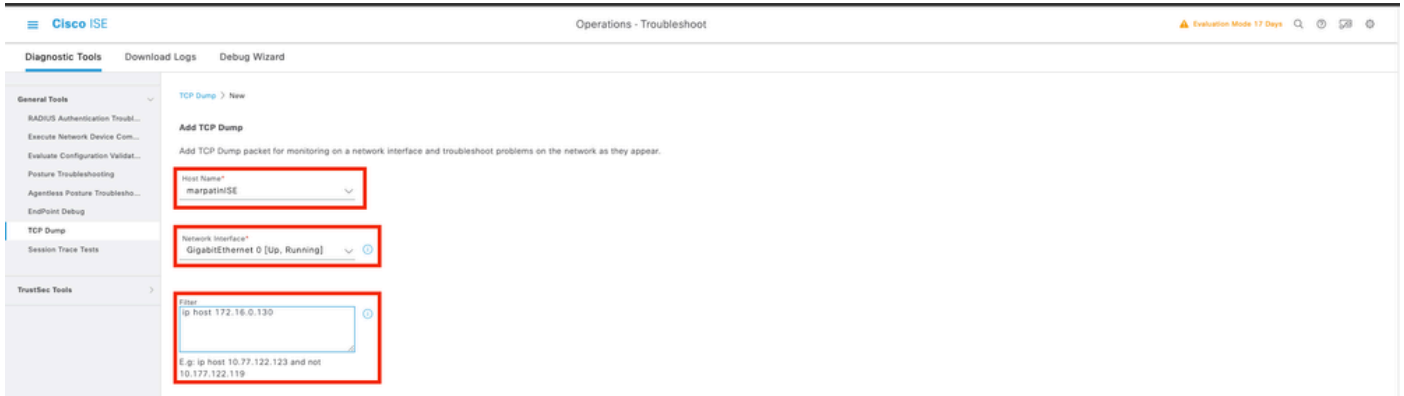 Cisco ISE
Operations - Troubleshoot
Evaluation Mode 17 Days
Diagnostic Tools
Download Logs
Debug Wizard
General Tools
RADIUS Authentication Troubl...
Execute Network Device Com...
Evaluate Configuration Validat...
Posture Troubleshooting
Agentless Posture Troublesho...
EndPoint Debug
TCP Dump
Session Trace Tests
TrustSec Tools
TCP Dump > New
Add TCP Dump
Add TCP Dump packet for monitoring on a network interface and troubleshoot problems on the network as they appear.
Host Name*
marpatinISE
Network Interface*
GigabitEthernet 0 [Up, Running]
Filter
ip host 172.16.0.130
E.g: ip host 10.77.122.123 and not
10.177.122.119